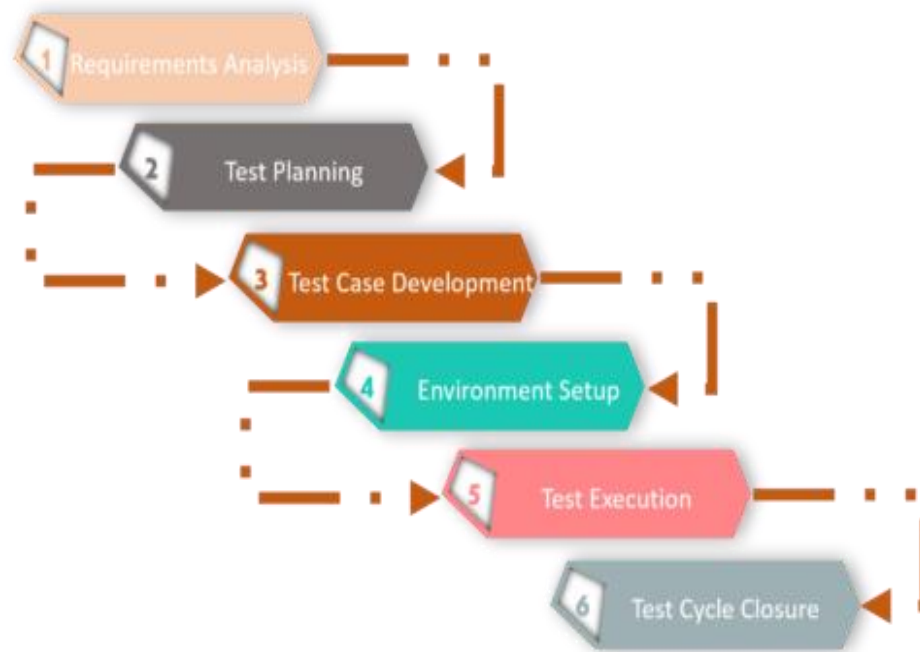 1 Requirements Analysis
2 Test Planning
3 Test Case Development
4 Environment Setup
5 Test Execution
6 Test Cycle Closure